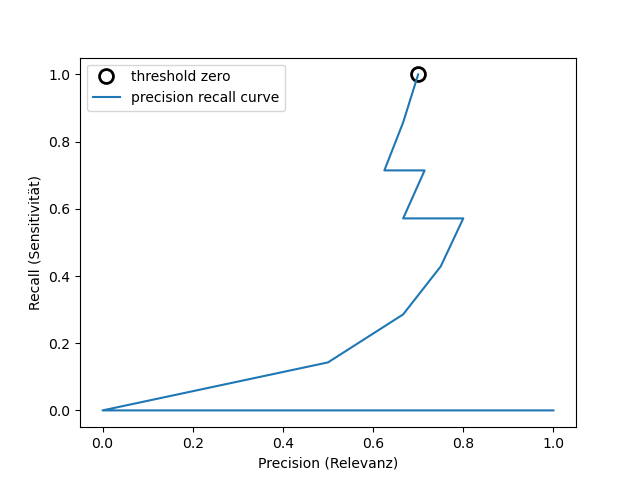 threshold zero
precision recall curve
1.0
0.8
0.6
0.4
0.2
0.0
Recall (Sensitivität)
0.0 0.2 0.4 0.6 0.8 1.0
Precision (Relevanz)